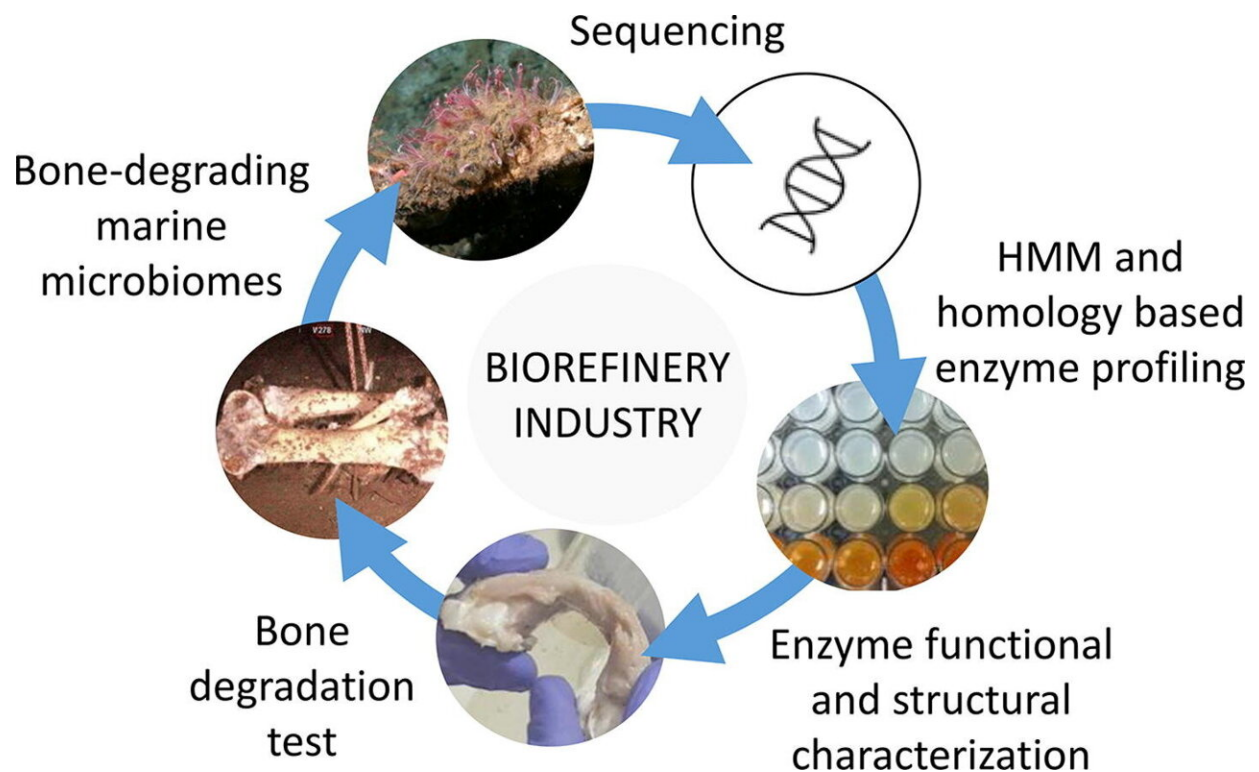 Sequencing
Bone-degrading
marine
microbiomes
HMM and
homology based
enzyme profiling
BIOREFINERY
INDUSTRY
V278
Bone
degradation
test
Enzyme functional
and structural
characterization